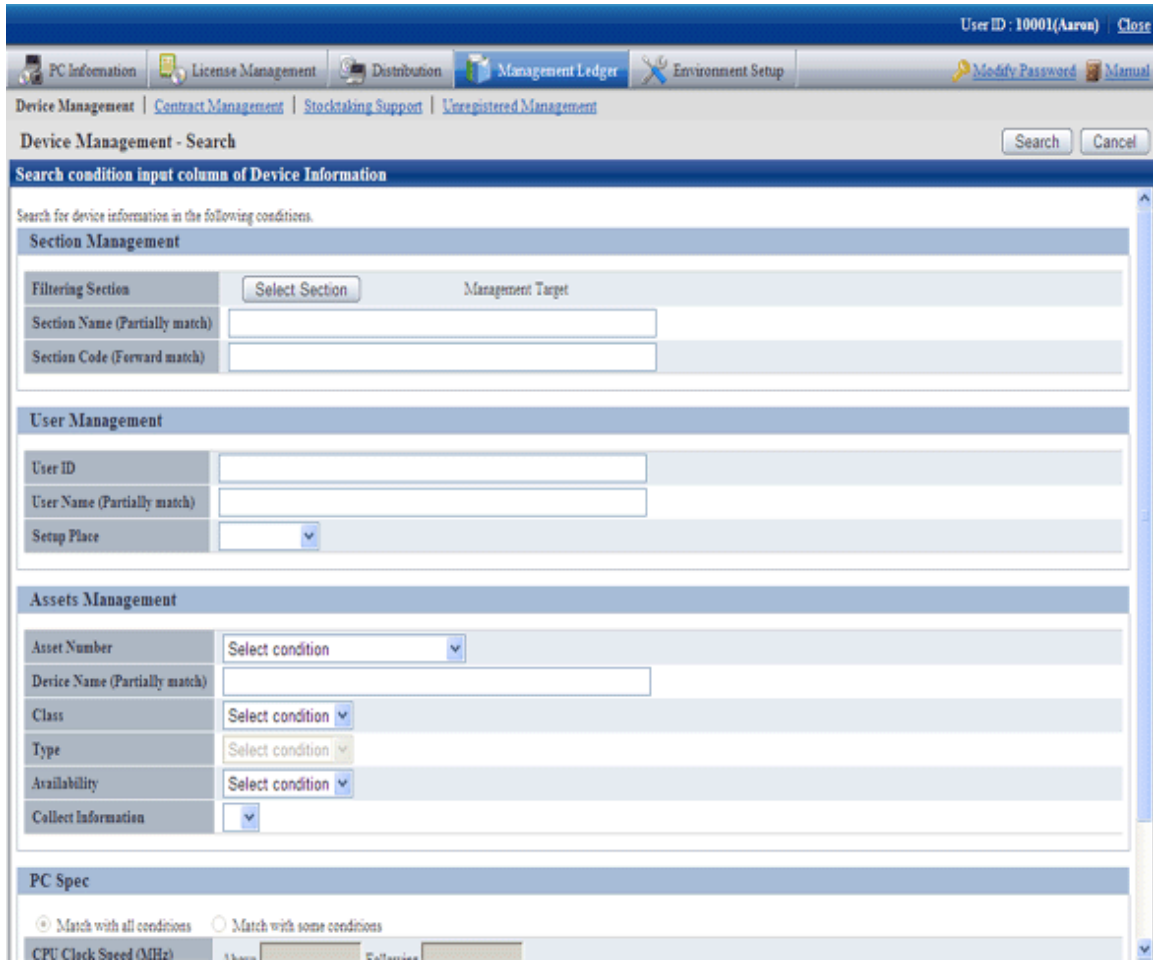 User ID : 10001(Aaron) Close
PC Information License Management Distribution Management Ledger Environment Setup Modify Password Manual
Device Management | Contract Management | Stocktaking Support | Unregistered Management
Device Management - Search Search Cancel
Search condition input column of Device Information
Search for device information in the following conditions.
Section Management
Filtering Section Select Section Management Target
Section Name (Partially match)
Section Code (Forward match)
User Management
User ID
User Name (Partially match)
Setup Place
Assets Management
Asset Number Select condition
Device Name (Partially match)
Class Select condition
Type Select condition
Availability Select condition
Collect Information
PC Spec
Match with all conditions Match with some conditions
CPU Clock Speed (MHz) Above Following